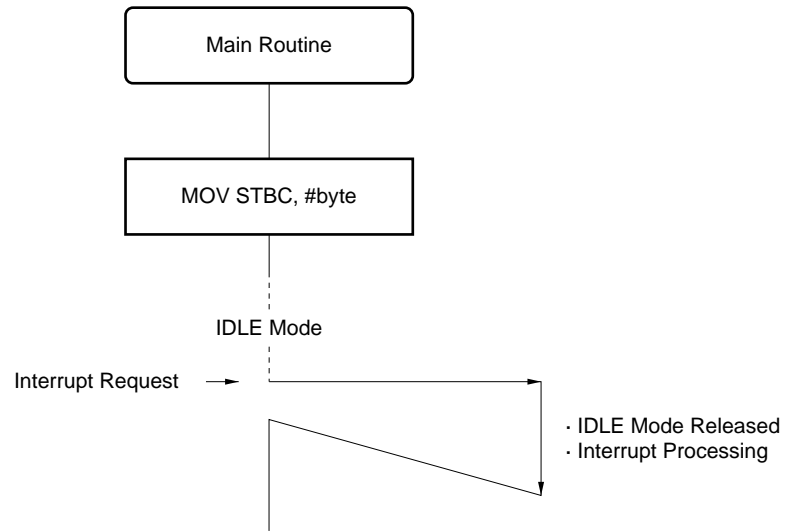 Main Routine
MOV STBC, #byte
IDLE Mode
Interrupt Request
· IDLE Mode Released
· Interrupt Processing